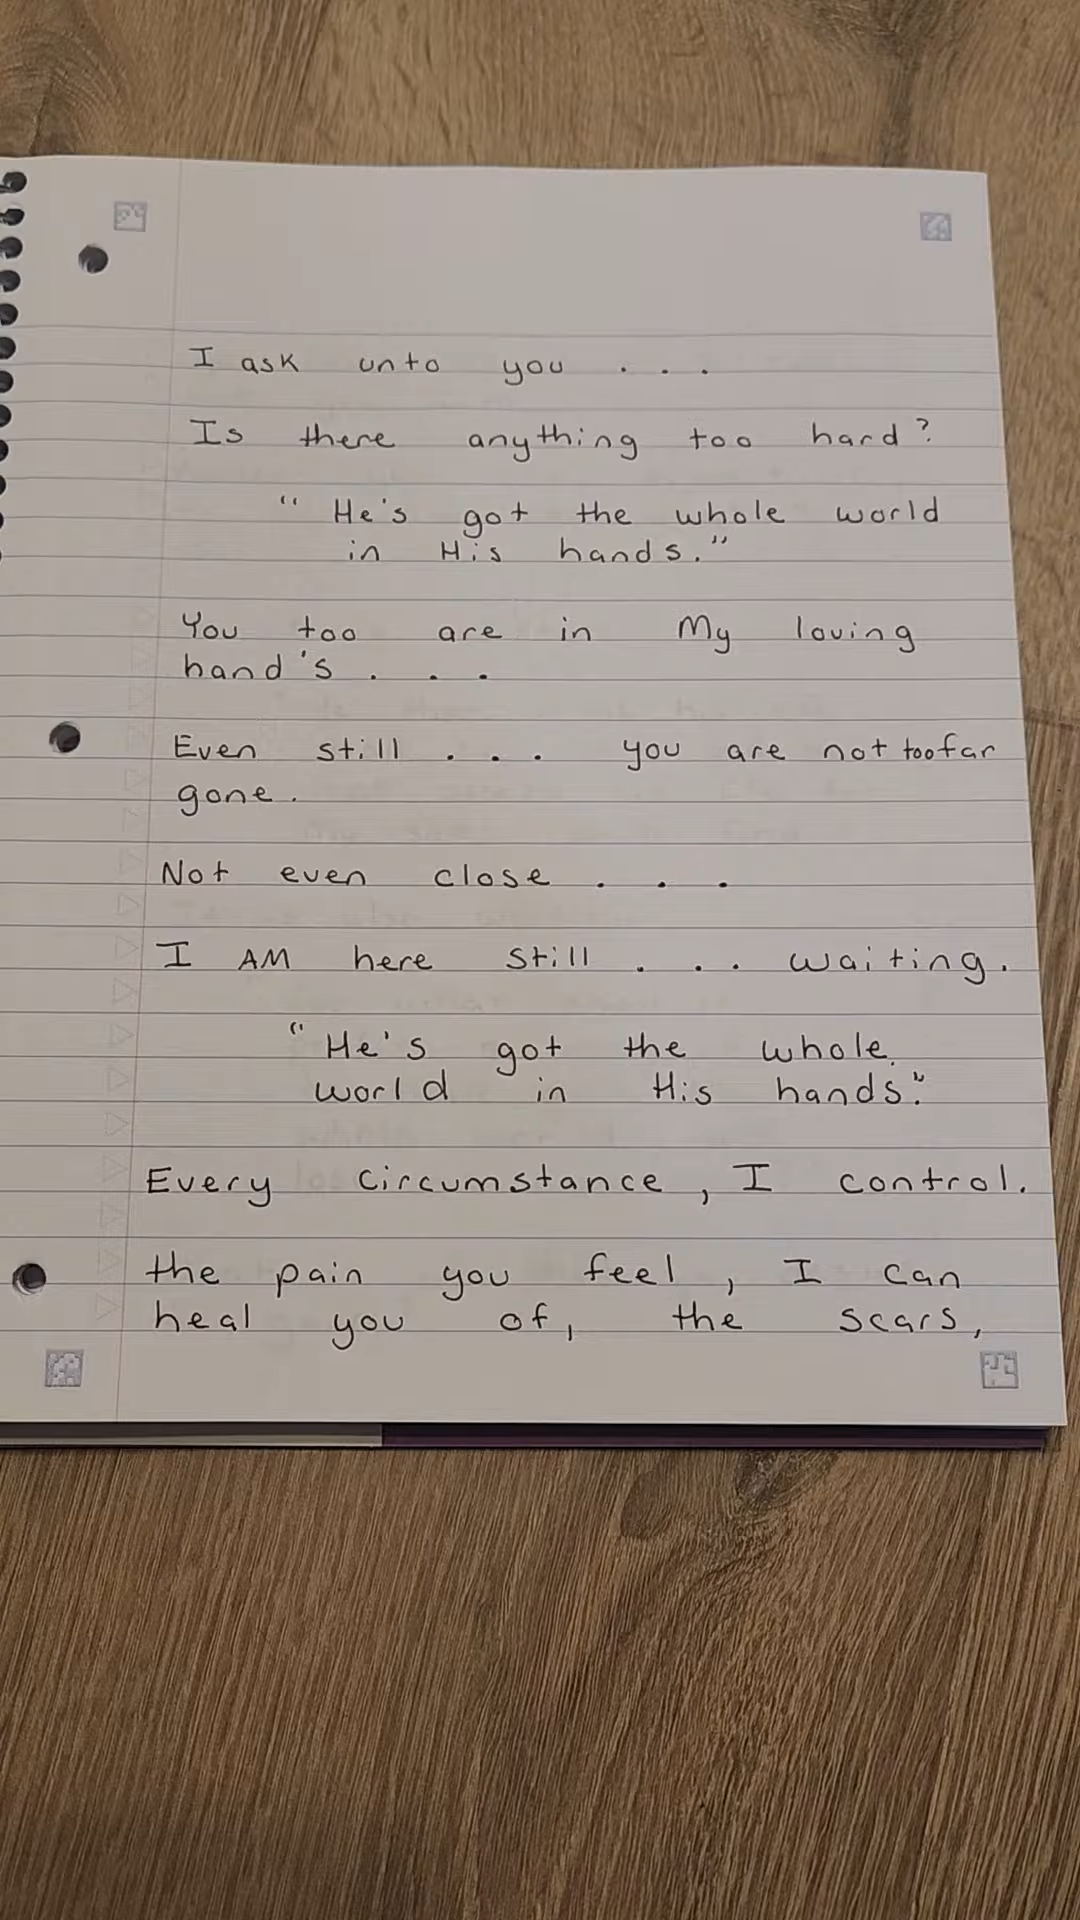 I ask unto you . . .
Is there anything too hard?
" He's got the whole world
in His hands."
You too are in My loving
hand's . . .
Even still . . . you are not too far
gone.
Not even close . . .
I AM here still . . . waiting.
"He's got the whole
world in His hands."
Every circumstance, I control.
the pain you feel, I can
heal you of, the scars,